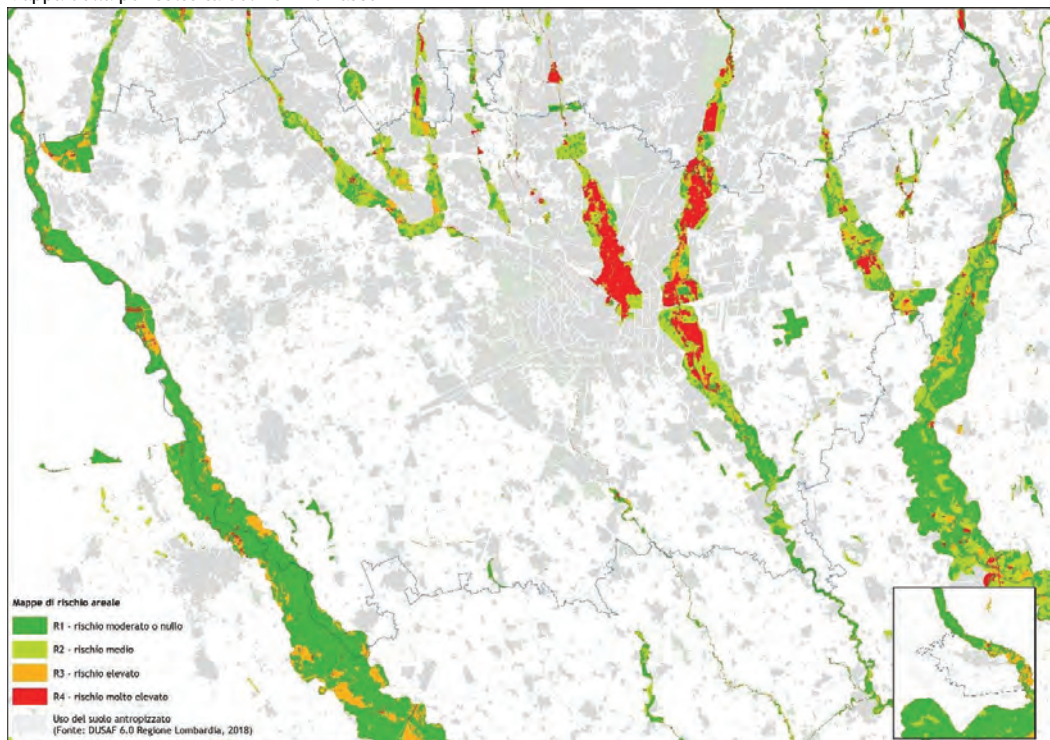 Mappe di rischio areale
R1 - rischio moderato o nullo
R2 - rischio medio
R3 - rischio elevato
R4 - rischio molto elevato
Uso del suolo antropizzato
(Fonte: DUSAF 6.0 Regione Lombardia, 2018)